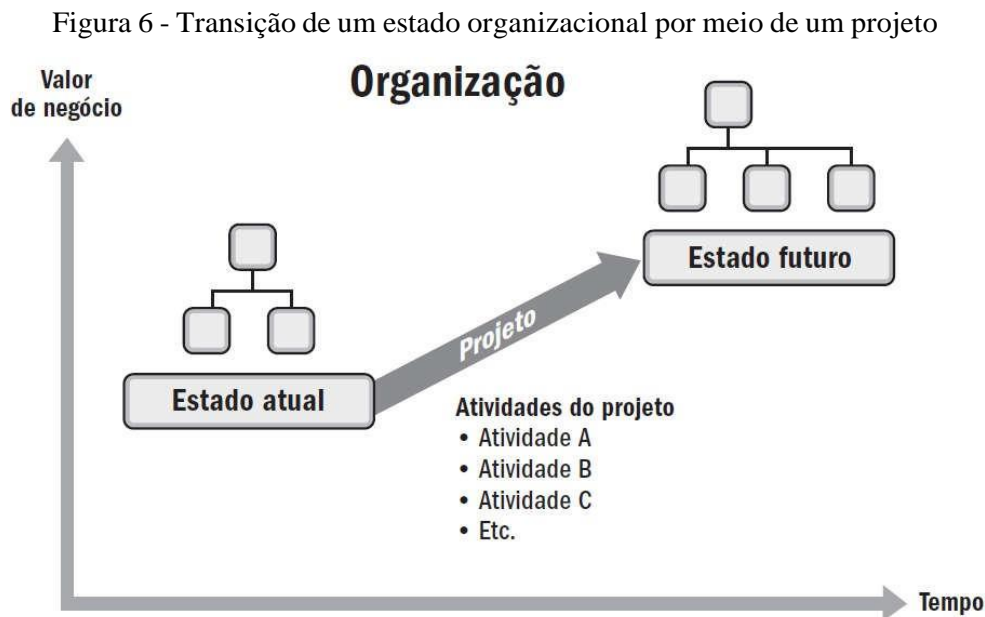 Figura 6 - Transição de um estado organizacional por meio de um projeto
Organização
Valor
de negócio
Estado futuro
Projeto
Estado atual
Atividades do projeto
• Atividade A
• Atividade B
• Atividade C
• Etc.
Tempo